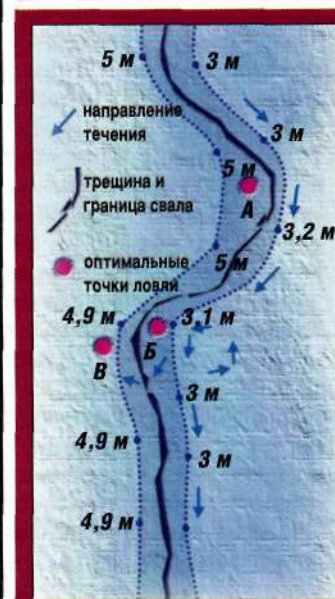 5 м
3 м
направление
течения
3 м
5 м
трещина и
граница свала
А
3,2 м
оптимальные
точки ловли
5 м
4,9 м
3,1 м
Б
В
3 м
4,9 м
3 м
4,9 м